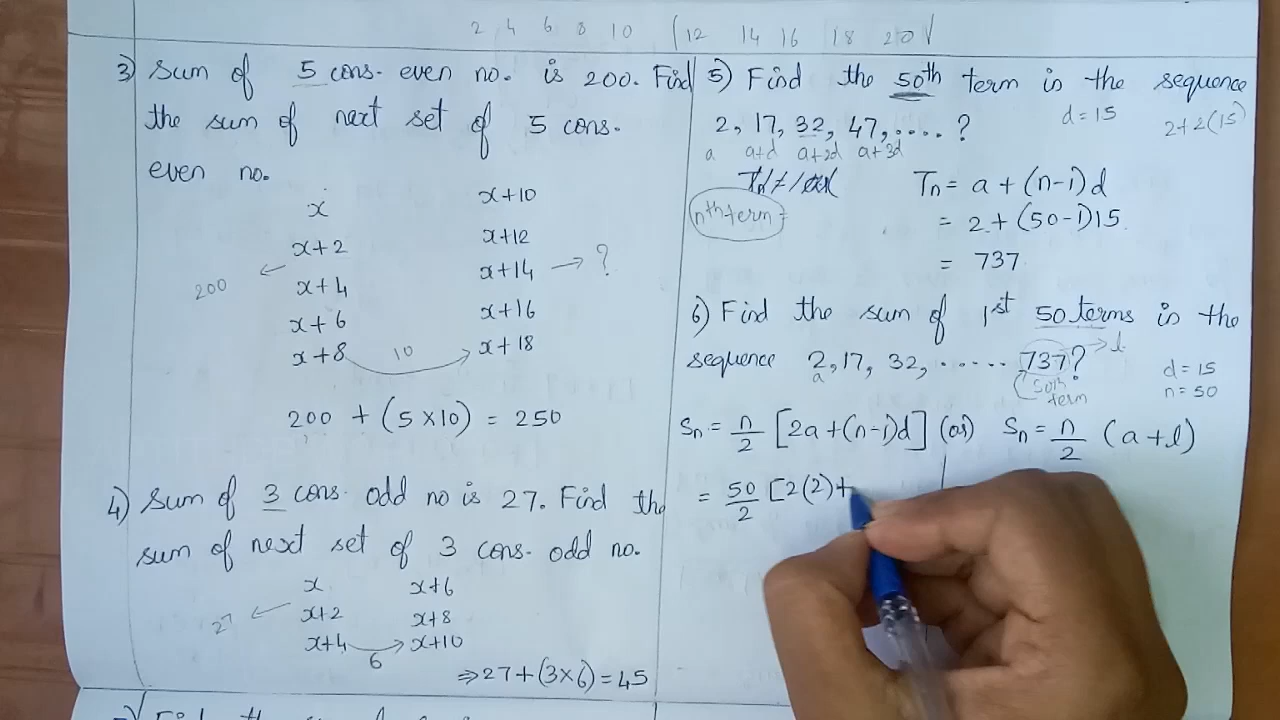 2 4 6 8 10 (12 14 16 18 20)
3) Sum of 5 cons. even no. is 200. Find
the sum of next set of 5 cons.
even no.
x x+10
x+2 x+12
200 ← x+4 x+14 → ?
x+6 x+16
x+8 10 x+18
200 + (5×10) = 250
4) Sum of 3 cons. odd no is 27. Find the
sum of next set of 3 cons. odd no.
x x+6
27 ← x+2 x+8
x+4 6 x+10
⇒ 27+(3×6) = 45
5) Find the 50th term in the sequence
2, 17, 32, 47, ..... ? d=15 2+2(15)
a a+d a+2d a+3d
nth term = Tn = a + (n-1)d
= 2 + (50-1)15
= 737
6) Find the sum of 1st 50 terms in the
sequence 2, 17, 32, ...... 737? → l
a 50th term
d=15
n=50
Sn = n/2 [2a+(n-1)d] (or) Sn = n/2 (a+l)
= 50/2 [2(2)+